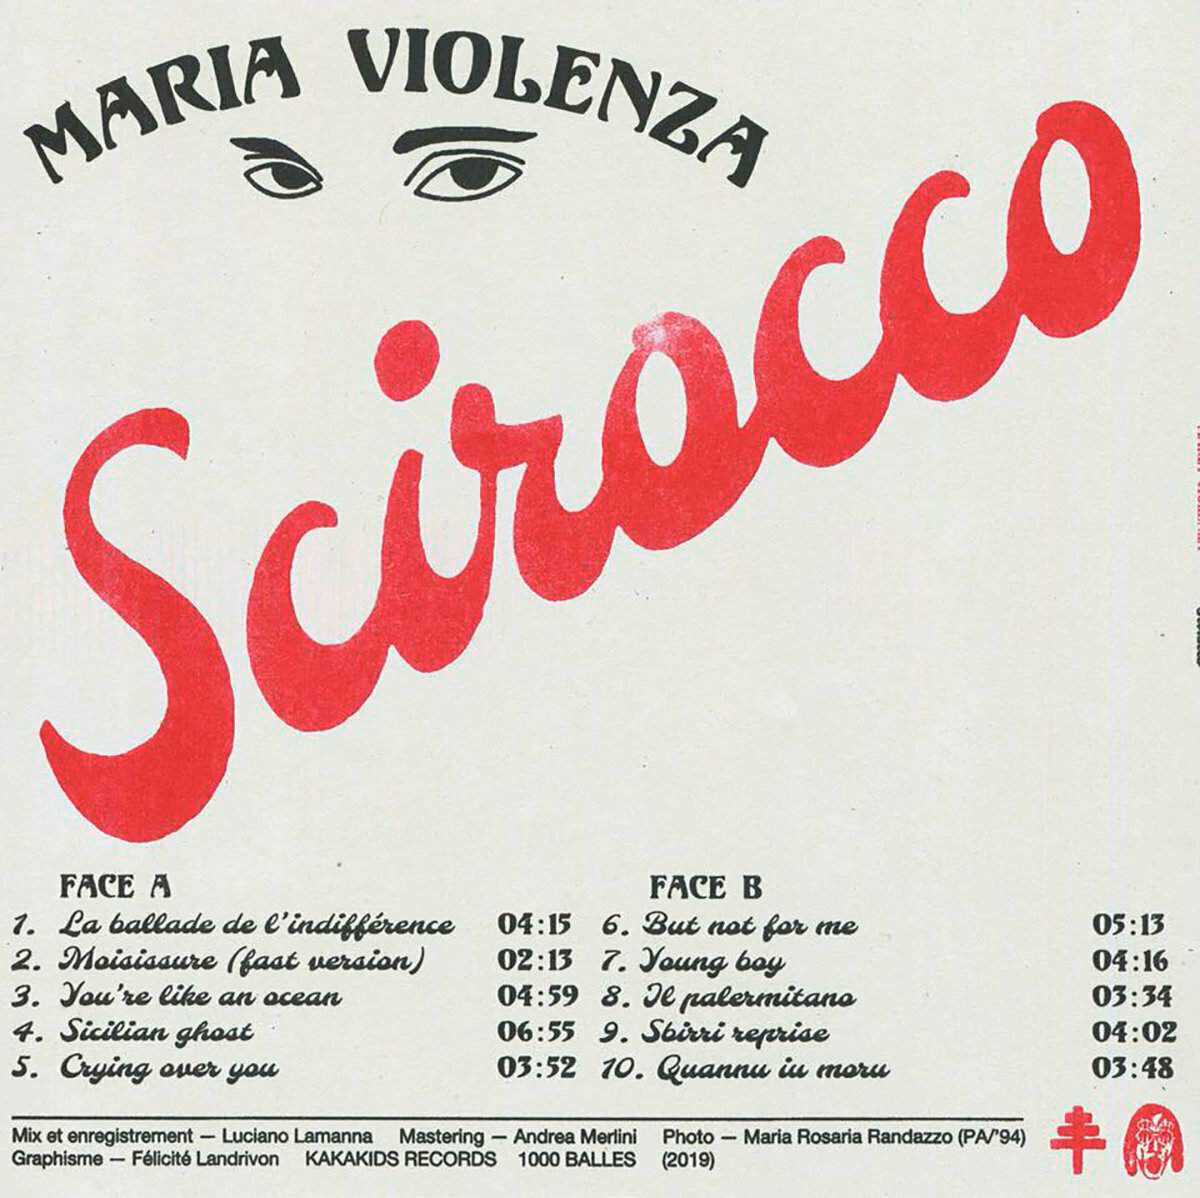 MARIA VIOLENZA
Scirocco
FACE A
1. La ballade de l'indifférence 04:15
2. Moisissure (fast version) 02:13
3. You're like an ocean 04:59
4. Sicilian ghost 06:55
5. Crying over you 03:52
FACE B
6. But not for me 05:13
7. Young boy 04:16
8. Il palermitano 03:34
9. Sbirri reprise 04:02
10. Quannu iu moru 03:48
Mix et enregistrement — Luciano Lamanna Mastering — Andrea Merlini Photo — Maria Rosaria Randazzo (PA/'94)
Graphisme — Félicité Landrivon KAKAKIDS RECORDS 1000 BALLES (2019)